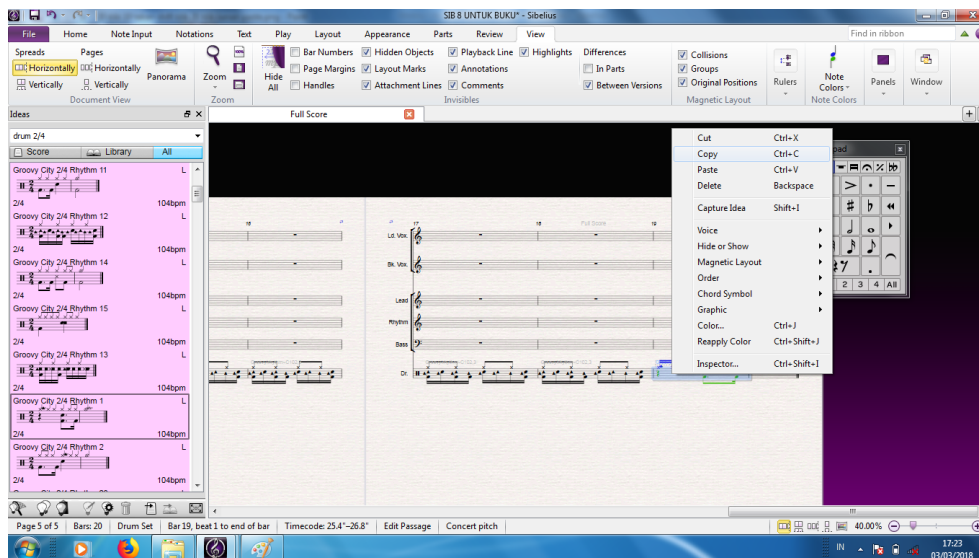 SIB 8 UNTUK BUKU* - Sibelius
File Home Note Input Notations Text Play Layout Appearance Parts Review View Find in ribbon
Spreads Pages
Horizontally Horizontally
Vertically Vertically
Panorama
Document View
Zoom
Zoom
Hide All
Bar Numbers Hidden Objects Playback Line Highlights
Page Margins Layout Marks Annotations
Handles Attachment Lines Comments
Invisibles
Differences
In Parts
Between Versions
Collisions
Groups
Original Positions
Magnetic Layout
Rulers
Note Colors
Note Colors
Panels
Window
Ideas
Full Score
drum 2/4
Score Library All
Groovy City 2/4 Rhythm 11 L
2/4 104bpm
Groovy City 2/4 Rhythm 12 L
2/4 104bpm
Groovy City 2/4 Rhythm 14 L
2/4 104bpm
Groovy City 2/4 Rhythm 15 L
2/4 104bpm
Groovy City 2/4 Rhythm 13 L
2/4 104bpm
Groovy City 2/4 Rhythm 1 L
2/4 104bpm
Groovy City 2/4 Rhythm 2 L
2/4 104bpm
17 18 Full Score 19
Ld. Vox.
Bk. Vox.
Lead
Rhythm
Bass
Dr.
Cut Ctrl+X
Copy Ctrl+C
Paste Ctrl+V
Delete Backspace
Capture Idea Shift+I
Voice
Hide or Show
Magnetic Layout
Order
Chord Symbol
Graphic
Color... Ctrl+J
Reapply Color Ctrl+Shift+J
Inspector... Ctrl+Shift+I
2 3 4 All
Page 5 of 5 Bars: 20 Drum Set Bar 19, beat 1 to end of bar Timecode: 25.4"–26.8" Edit Passage Concert pitch 40.00%
IN 17:23
03/03/2018